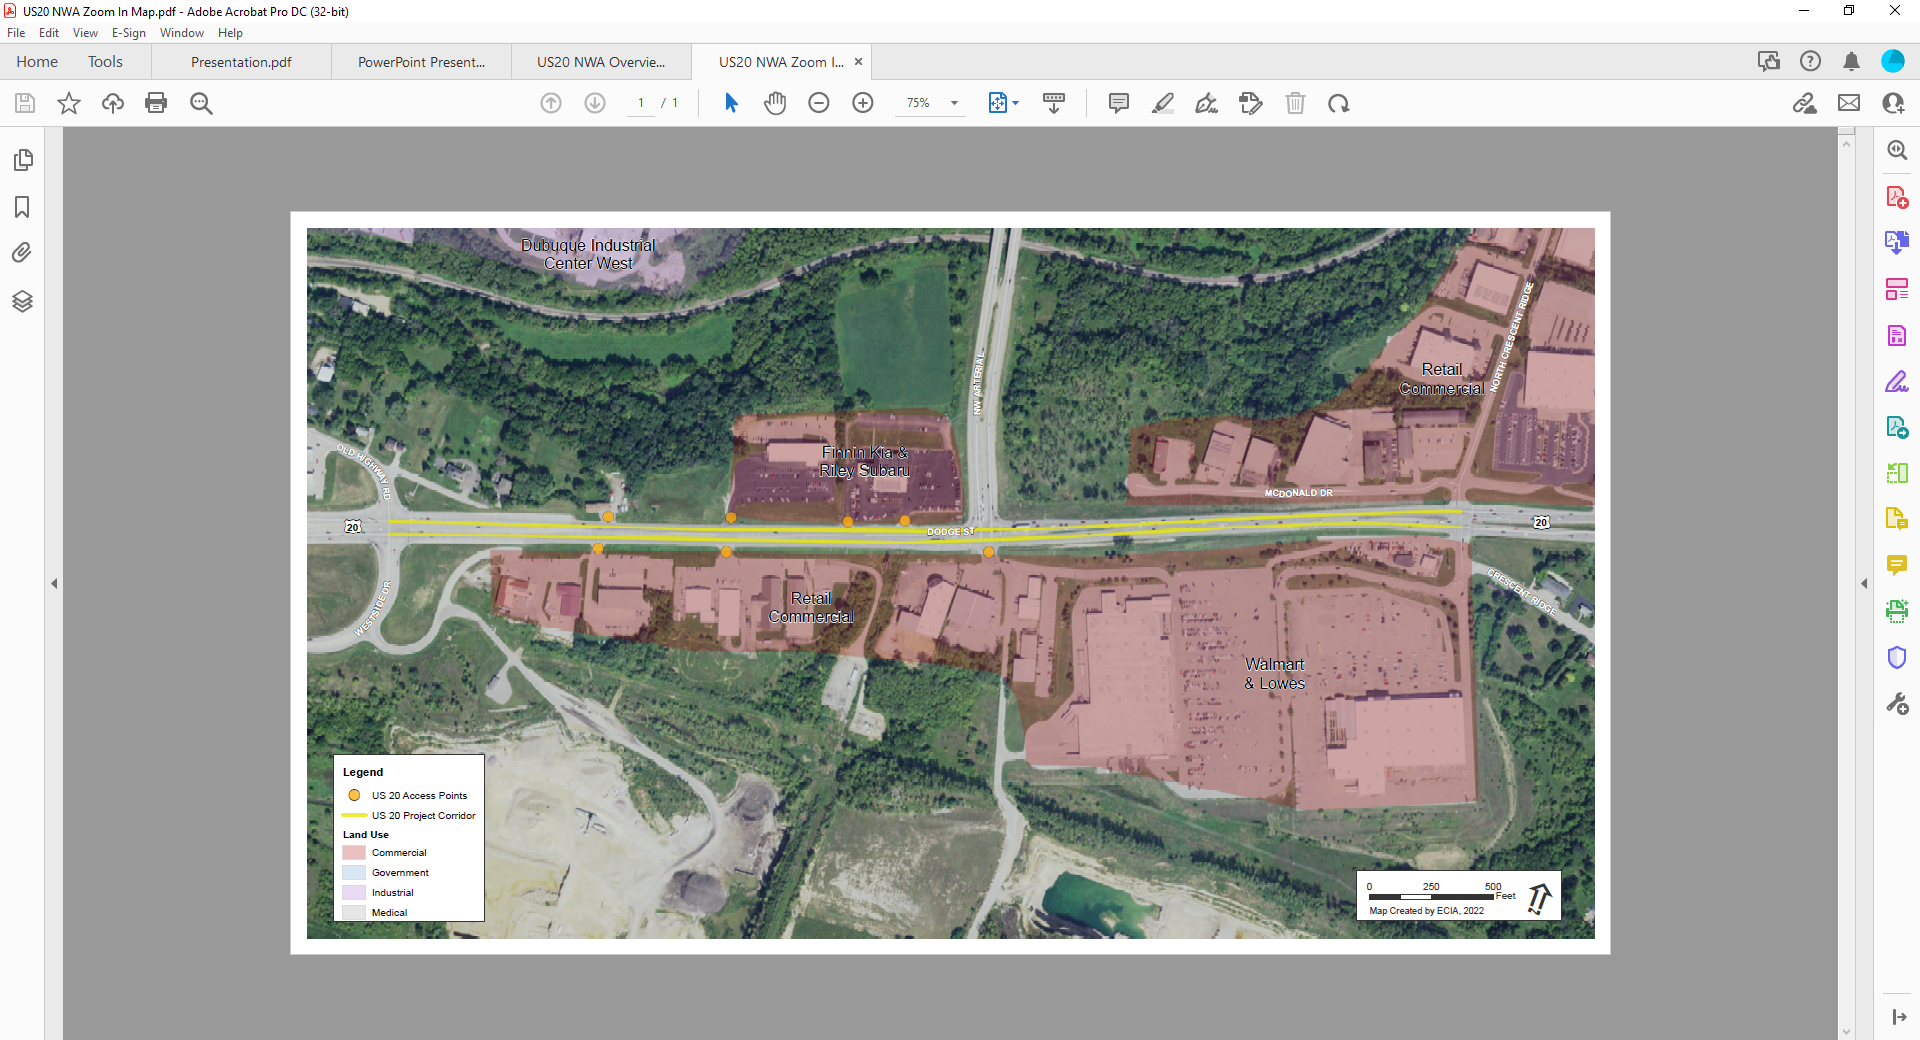 US20 NWA Zoom In Map.pdf - Adobe Acrobat Pro DC (32-bit)
File Edit View E-Sign Window Help
Home Tools Presentation.pdf PowerPoint Present... US20 NWA Overvie... US20 NWA Zoom I... ×
1 / 1 75%
Dubuque Industrial
Center West
NORTH CRESCENT RIDGE
NW ARTERIAL
Retail
Commercial
Finnin Kia &
Riley Subaru
OLD HIGHWAY RD
MCDONALD DR
20
DODGE ST
20
WESTSIDE DR
CRESCENT RIDGE
Retail
Commercial
Walmart
& Lowes
Legend
US 20 Access Points
US 20 Project Corridor
Land Use
Commercial
Government
Industrial
Medical
0 250 500
Feet
Map Created by ECIA, 2022
N